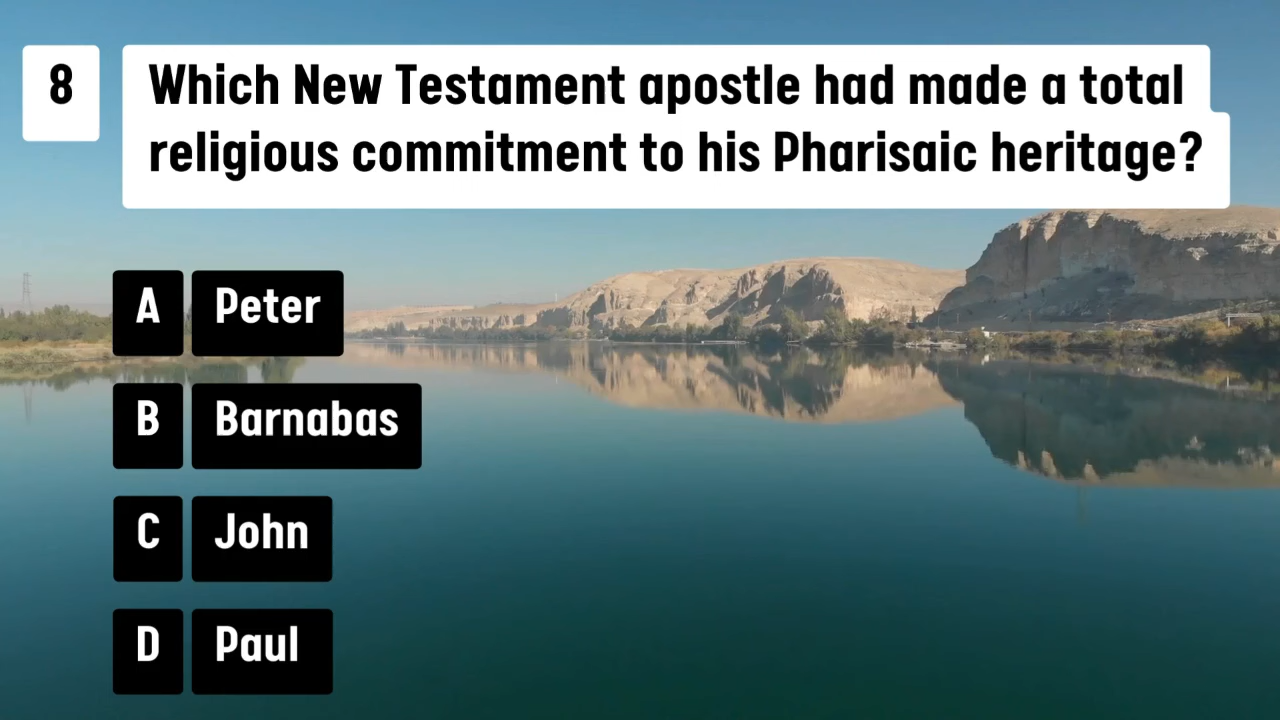 8
Which New Testament apostle had made a total
religious commitment to his Pharisaic heritage?
A Peter
B Barnabas
C John
D Paul